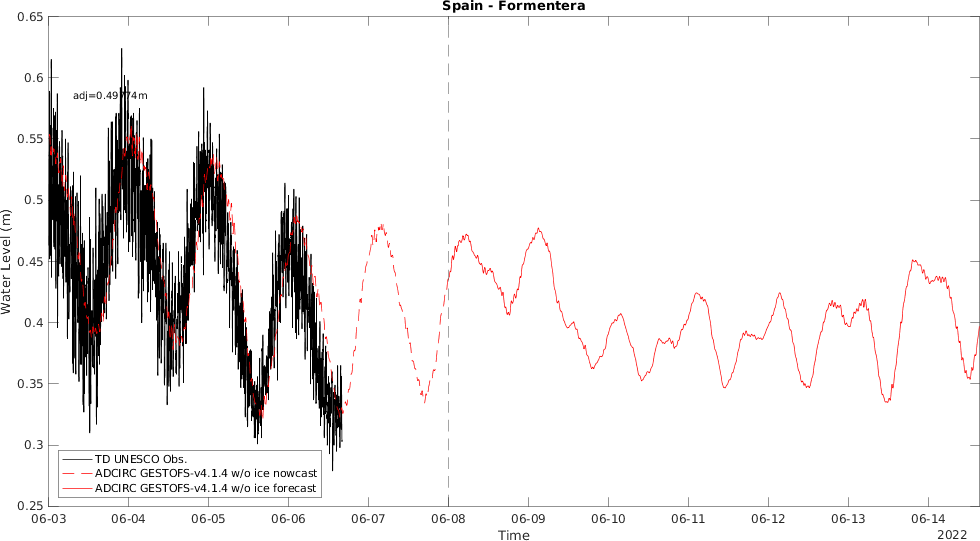 Spain - Formentera
0.65
0.6
0.55
0.5
0.45
0.4
0.35
0.3
0.25
Water Level (m)
adj=0.49774m
TD UNESCO Obs.
ADCIRC GESTOFS-v4.1.4 w/o ice nowcast
ADCIRC GESTOFS-v4.1.4 w/o ice forecast
06-03 06-04 06-05 06-06 06-07 06-08 06-09 06-10 06-11 06-12 06-13 06-14
Time
2022